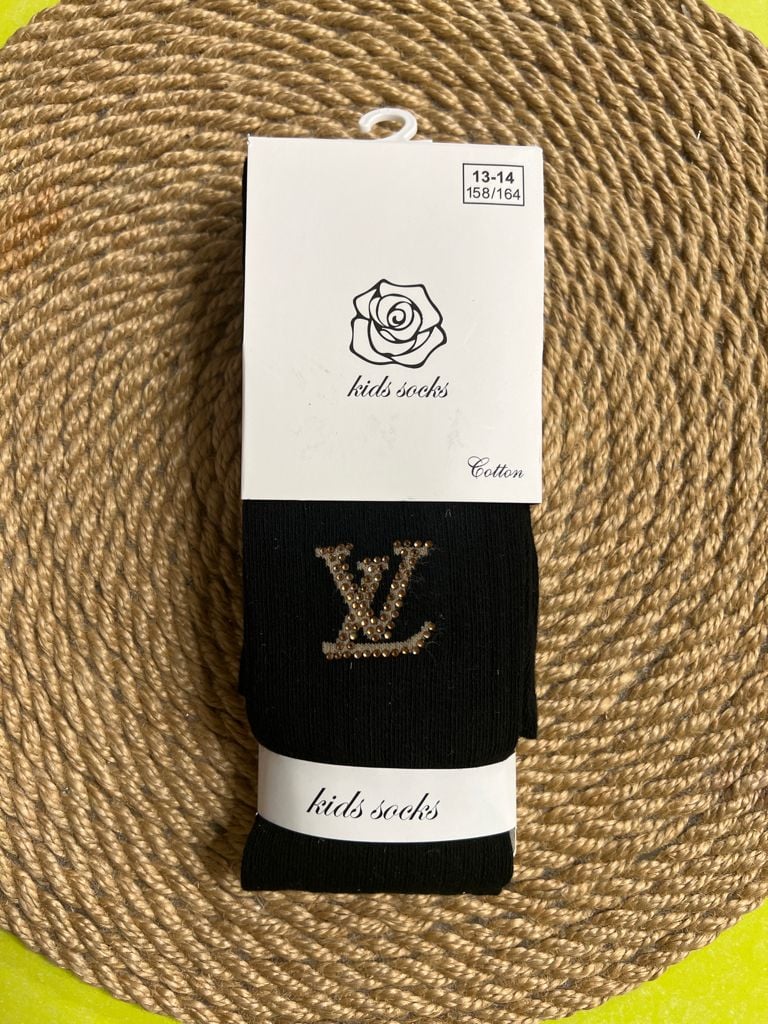 13-14
158/164
kids socks
Cotton
LV
kids socks